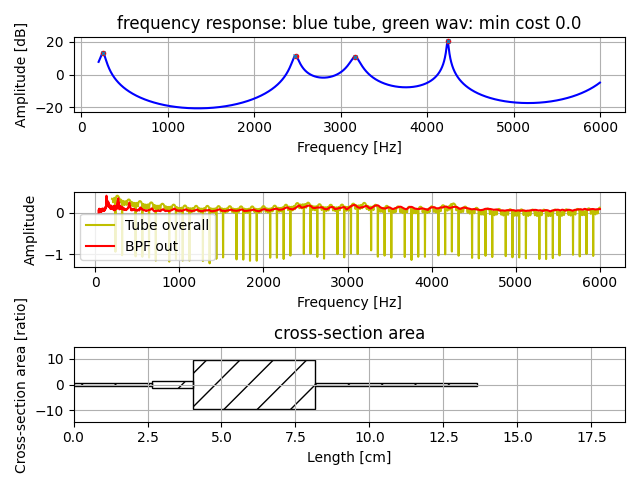 frequency response: blue tube, green wav: min cost 0.0
Amplitude [dB]
20
0
−20
0 1000 2000 3000 4000 5000 6000
Frequency [Hz]
Amplitude
0
−1
Tube overall
BPF out
0 1000 2000 3000 4000 5000 6000
Frequency [Hz]
cross-section area
Cross-section area [ratio]
10
0
−10
0.0 2.5 5.0 7.5 10.0 12.5 15.0 17.5
Length [cm]